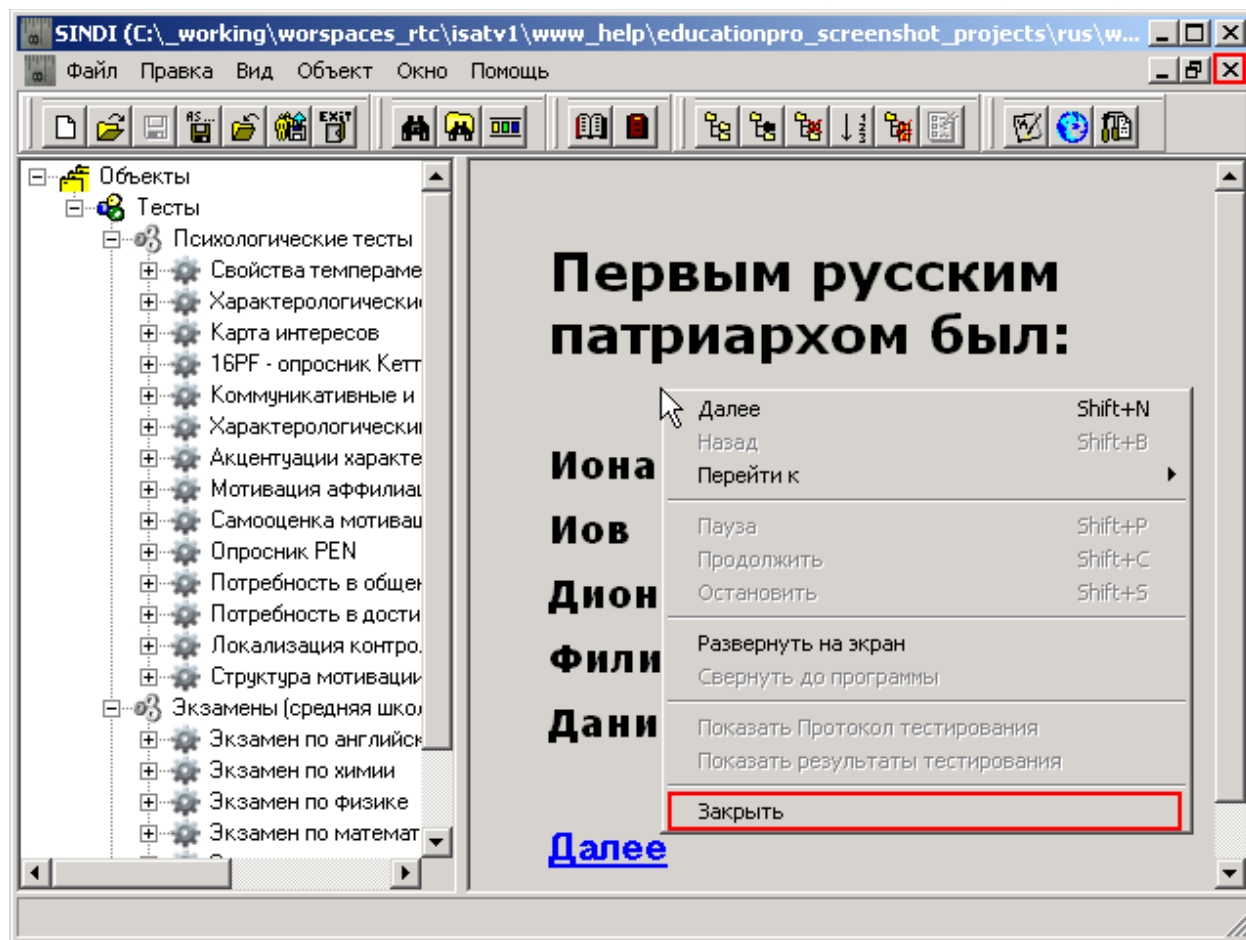 SINDI (C:\_working\worspaces_rtc\isatv1\www_help\educationpro_screenshot_projects\rus\w...
Файл Правка Вид Объект Окно Помощь
AS... EXiT
Объекты
Тесты
Психологические тесты
Свойства темпераме
Характерологически
Карта интересов
16PF - опросник Кетт
Коммуникативные и
Характерологически
Акцентуации характе
Мотивация аффилиац
Самооценка мотивац
Опросник PEN
Потребность в общен
Потребность в дости
Локализация контро.
Структура мотивации
Экзамены (средняя школ
Экзамен по английск
Экзамен по химии
Экзамен по физике
Экзамен по математ
Первым русским
патриархом был:
Иона
Иов
Дион
Фили
Дани
Далее
Далее Shift+N
Назад Shift+B
Перейти к
Пауза Shift+P
Продолжить Shift+C
Остановить Shift+S
Развернуть на экран
Свернуть до программы
Показать Протокол тестирования
Показать результаты тестирования
Закрыть